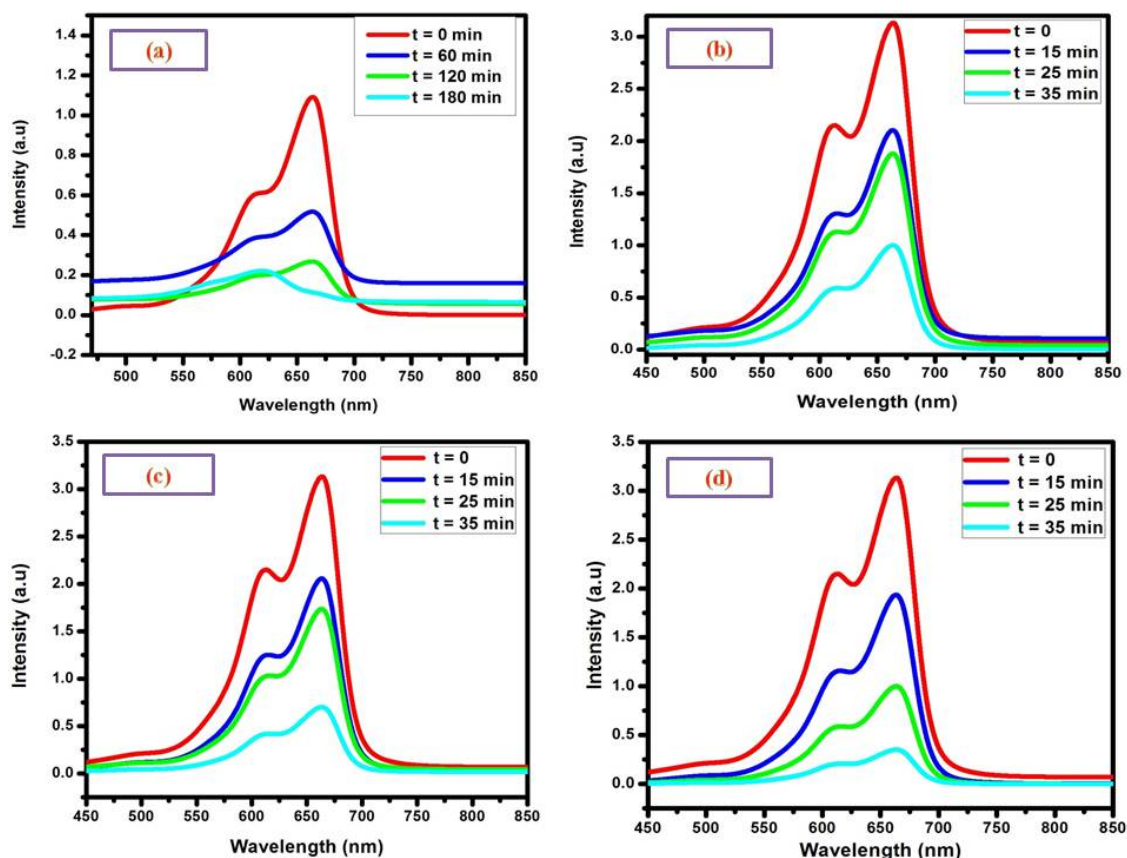 (a)
t = 0 min
t = 60 min
t = 120 min
t = 180 min
Intensity (a.u)
1.4
1.2
1.0
0.8
0.6
0.4
0.2
0.0
-0.2
500 550 600 650 700 750 800 850
Wavelength (nm)
(b)
t = 0
t = 15 min
t = 25 min
t = 35 min
Intensity (a.u)
3.0
2.5
2.0
1.5
1.0
0.5
0.0
450 500 550 600 650 700 750 800 850
Wavelength (nm)
(c)
t = 0
t = 15 min
t = 25 min
t = 35 min
Intensity (a.u)
3.5
3.0
2.5
2.0
1.5
1.0
0.5
0.0
450 500 550 600 650 700 750 800 850
Wavelength (nm)
(d)
t = 0
t = 15 min
t = 25 min
t = 35 min
Intensity (a.u)
3.5
3.0
2.5
2.0
1.5
1.0
0.5
0.0
450 500 550 600 650 700 750 800 850
Wavelength (nm)